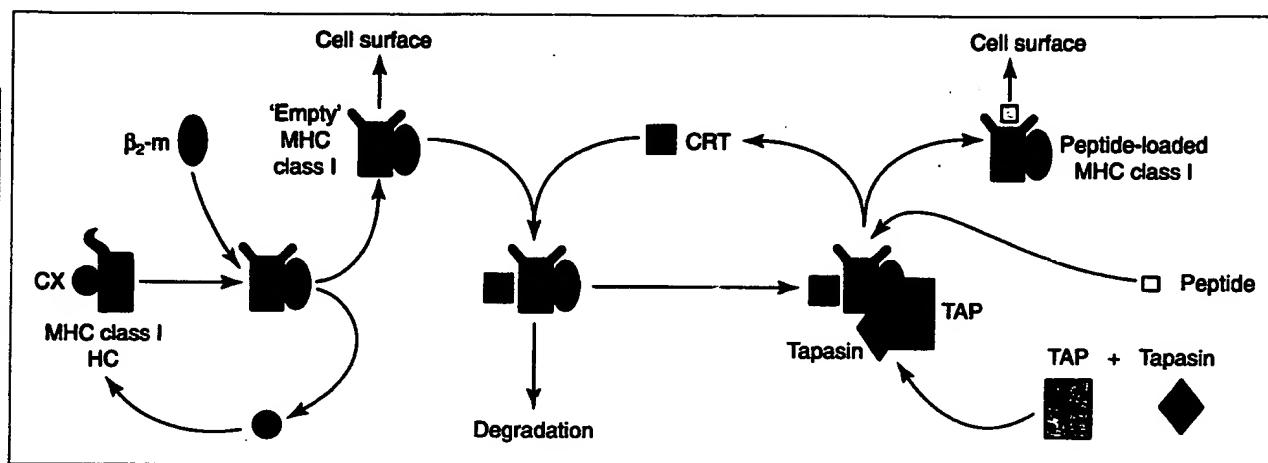 Cell surface
Cell surface
'Empty'
MHC
class I
β₂-m
CRT
Peptide-loaded
MHC class I
CX
MHC class I
HC
Peptide
TAP
Tapasin
TAP + Tapasin
Degradation